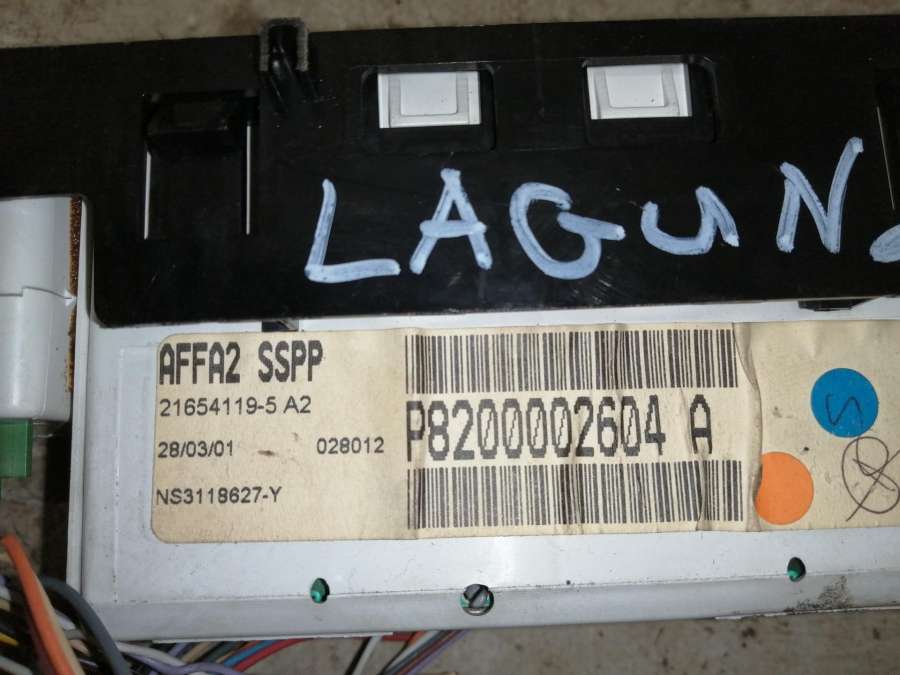 LAGUN
AFFA2 SSPP
21654119-5 A2
28/03/01 028012
P8200002604 A
NS3118627-Y
S